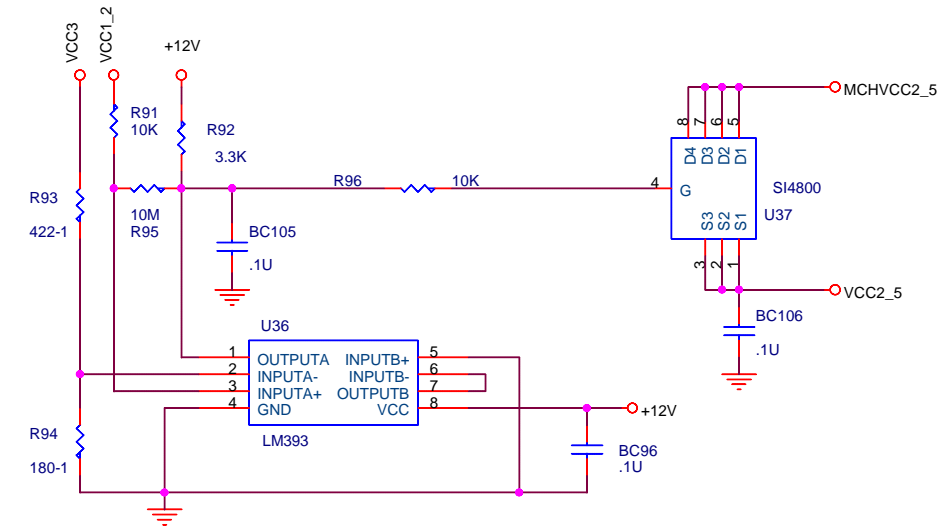 VCC3
VCC1_2
+12V
MCHVCC2_5
R91
10K
R92
3.3K
8
7
6
5
D4
D3
D2
D1
R93
422-1
10M
R95
R96
10K
4
G
SI4800
U37
S3
S2
S1
3
2
1
BC105
.1U
VCC2_5
BC106
.1U
U36
1
OUTPUTA
INPUTB+
5
2
INPUTA-
INPUTB-
6
3
INPUTA+
OUTPUTB
7
4
GND
VCC
8
+12V
LM393
R94
180-1
BC96
.1U